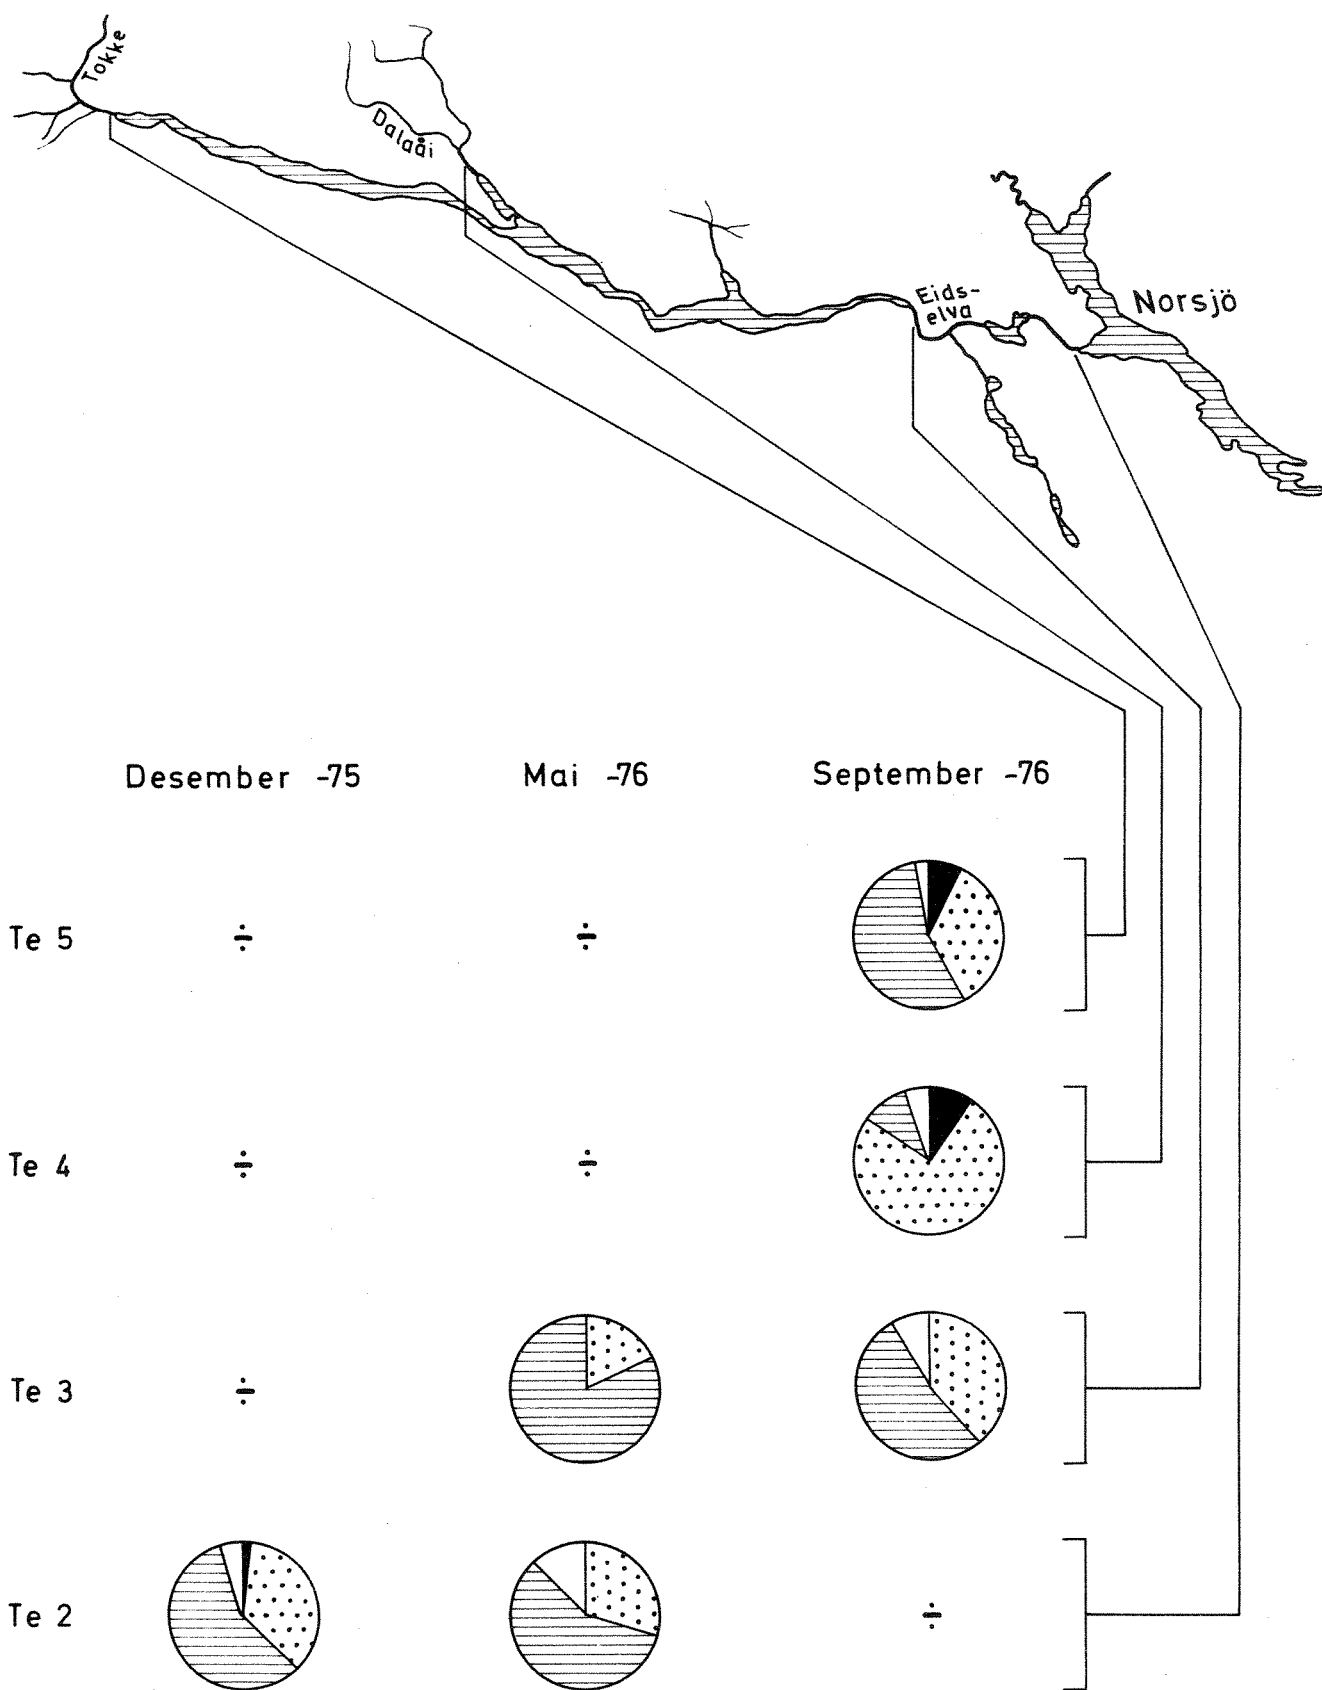 Tokke
Dalaåi
Eids-
elva
Norsjö
Desember -75 Mai -76 September -76
Te 5 ÷ ÷
Te 4 ÷ ÷
Te 3 ÷
Te 2 ÷